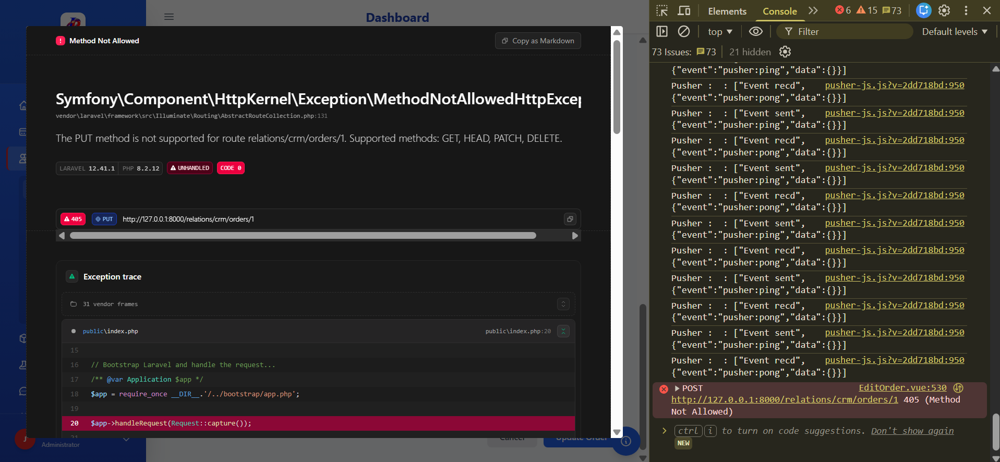 Dashboard
Method Not Allowed
Copy as Markdown
Symfony\Component\HttpKernel\Exception\MethodNotAllowedHttpExcep
vendor\laravel\framework\src\Illuminate\Routing\AbstractRouteCollection.php:131
The PUT method is not supported for route relations/crm/orders/1. Supported methods: GET, HEAD, PATCH, DELETE.
LARAVEL 12.41.1 PHP 8.2.12 UNHANDLED CODE 0
405 PUT http://127.0.0.1:8000/relations/crm/orders/1
Exception trace
31 vendor frames
public\index.php public\index.php:20
15
16 // Bootstrap Laravel and handle the request...
17 /** @var Application $app */
18 $app = require_once __DIR__.'/../bootstrap/app.php';
19
20 $app->handleRequest(Request::capture());
21
Administrator
Cancel
Update Order
Elements Console 6 15 73
top Filter Default levels
73 Issues: 73 21 hidden
{"event":"pusher:ping","data":{}}]
Pusher :  : ["Event recd", pusher-js.js?v=2dd718bd:950
{"event":"pusher:pong","data":{}}]
Pusher :  : ["Event sent", pusher-js.js?v=2dd718bd:950
{"event":"pusher:ping","data":{}}]
Pusher :  : ["Event recd", pusher-js.js?v=2dd718bd:950
{"event":"pusher:pong","data":{}}]
Pusher :  : ["Event sent", pusher-js.js?v=2dd718bd:950
{"event":"pusher:ping","data":{}}]
Pusher :  : ["Event recd", pusher-js.js?v=2dd718bd:950
{"event":"pusher:pong","data":{}}]
Pusher :  : ["Event sent", pusher-js.js?v=2dd718bd:950
{"event":"pusher:ping","data":{}}]
Pusher :  : ["Event recd", pusher-js.js?v=2dd718bd:950
{"event":"pusher:pong","data":{}}]
Pusher :  : ["Event sent", pusher-js.js?v=2dd718bd:950
{"event":"pusher:ping","data":{}}]
Pusher :  : ["Event recd", pusher-js.js?v=2dd718bd:950
{"event":"pusher:pong","data":{}}]
Pusher :  : ["Event sent", pusher-js.js?v=2dd718bd:950
{"event":"pusher:ping","data":{}}]
Pusher :  : ["Event recd", pusher-js.js?v=2dd718bd:950
{"event":"pusher:pong","data":{}}]
POST EditOrder.vue:530
http://127.0.0.1:8000/relations/crm/orders/1 405 (Method
Not Allowed)
ctrl i to turn on code suggestions. Don't show again
NEW